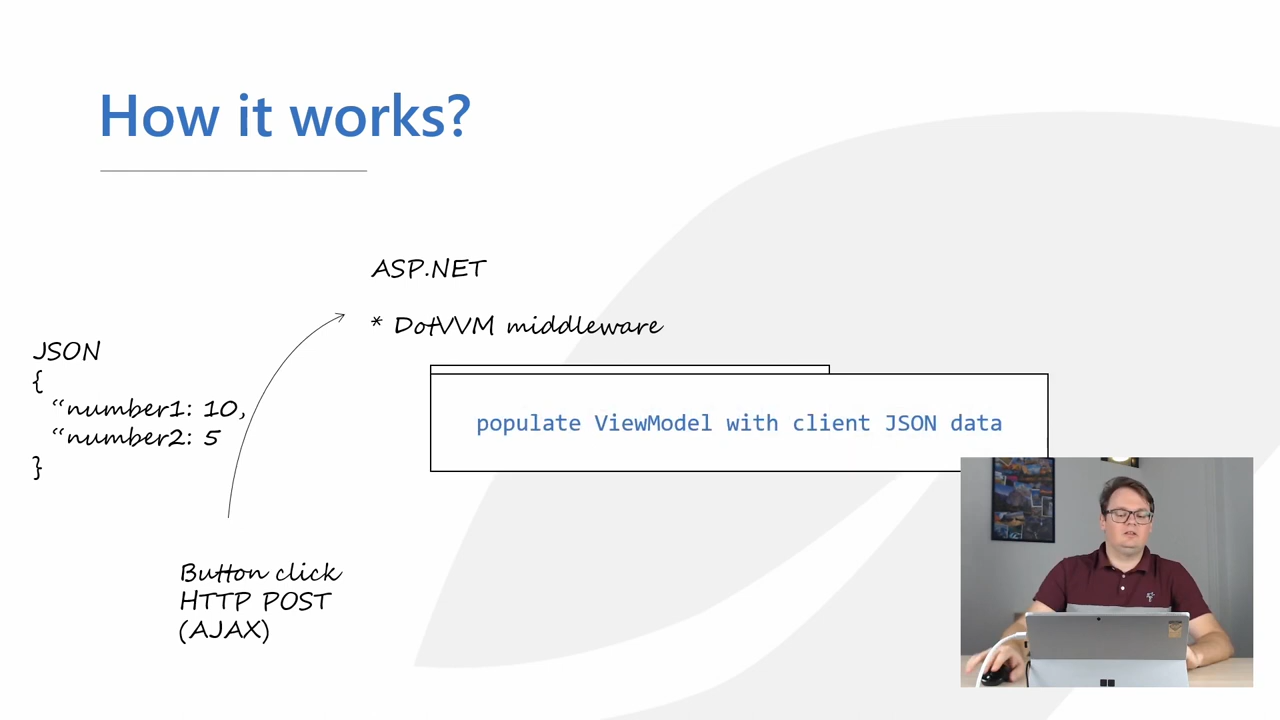 How it works?
ASP.NET
* DotVVM middleware
JSON
{
“number1: 10,
“number2: 5
}
populate ViewModel with client JSON data
Button click
HTTP POST
(AJAX)